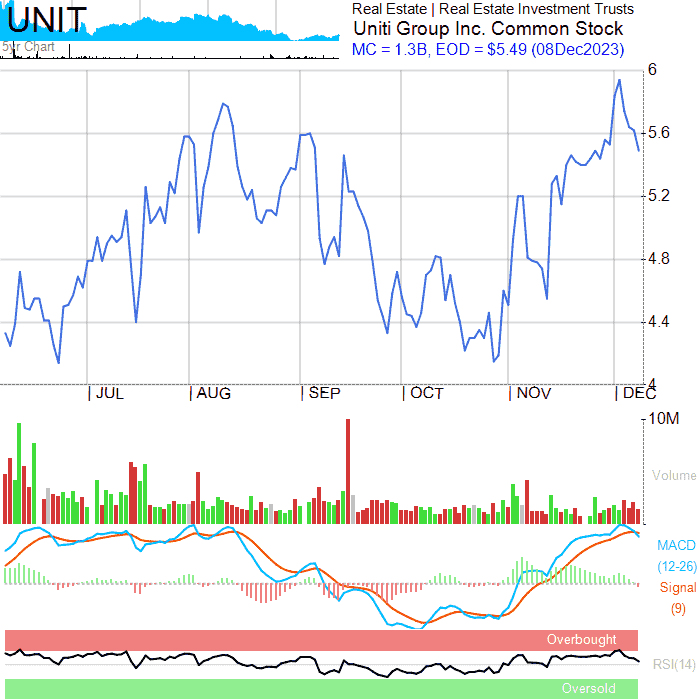 UNIT
5yr Chart
Real Estate | Real Estate Investment Trusts
Uniti Group Inc. Common Stock
MC = 1.3B, EOD = $5.49 (08Dec2023)
6
5.6
5.2
4.8
4.4
4
JUL AUG SEP OCT NOV DEC
10M
Volume
MACD
(12-26)
Signal
(9)
Overbought
RSI(14)
Oversold